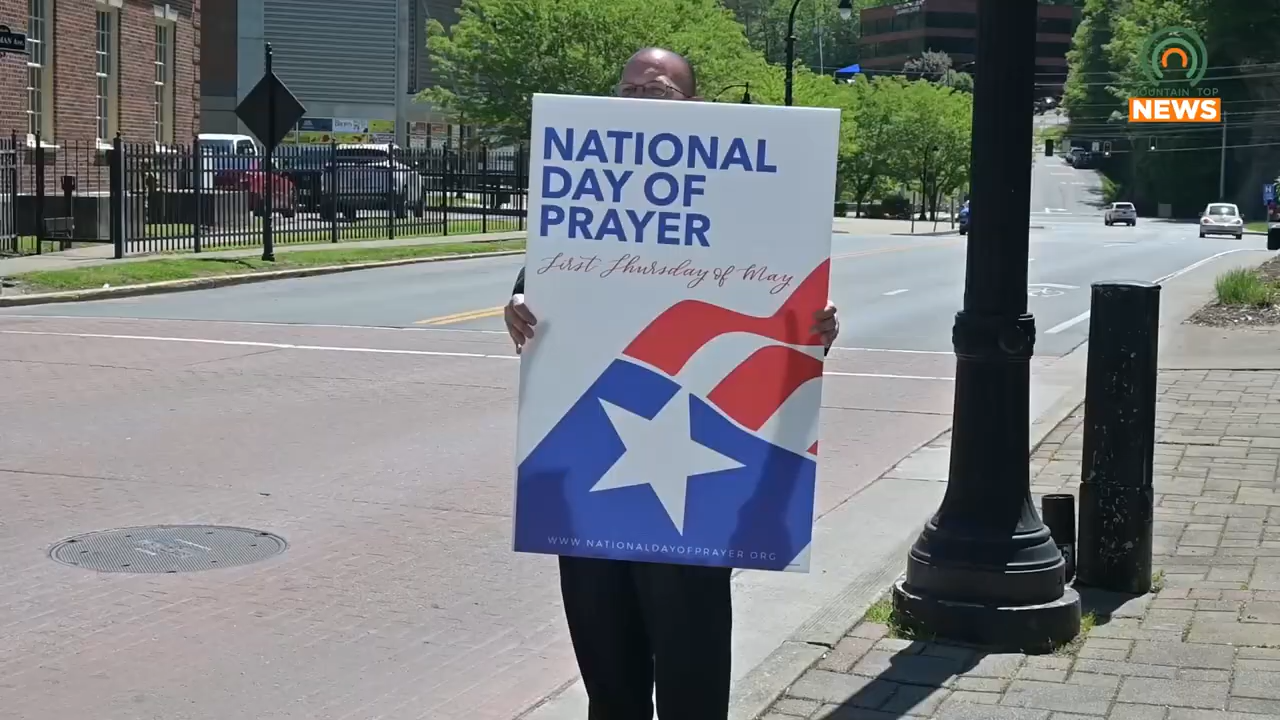 MOUNTAIN TOP
NEWS
NATIONAL
DAY OF
PRAYER
First Thursday of May
WWW.NATIONALDAYOFPRAYER.ORG